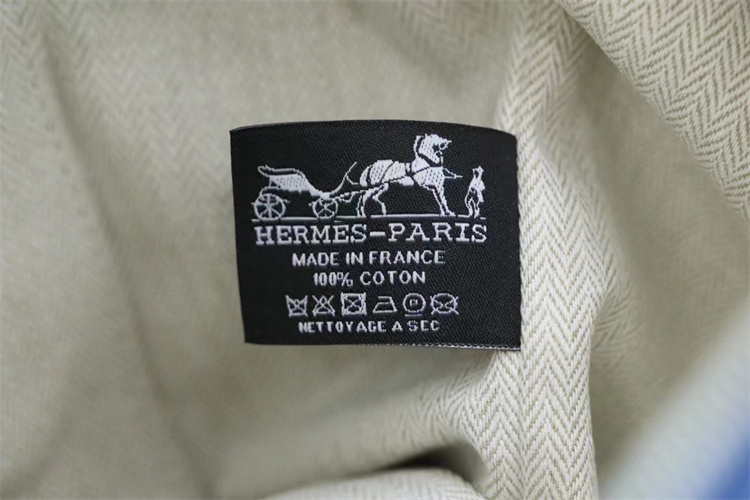 HERMES-PARIS
MADE IN FRANCE
100% COTON
P
NETTOYAGE A SEC